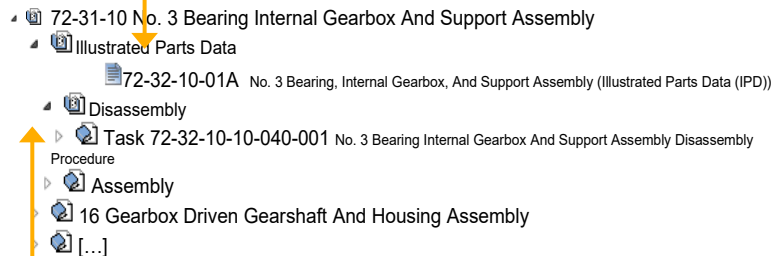 72-31-10 No. 3 Bearing Internal Gearbox And Support Assembly
Illustrated Parts Data
72-32-10-01A No. 3 Bearing, Internal Gearbox, And Support Assembly (Illustrated Parts Data (IPD))
Disassembly
Task 72-32-10-10-040-001 No. 3 Bearing Internal Gearbox And Support Assembly Disassembly
Procedure
Assembly
16 Gearbox Driven Gearshaft And Housing Assembly
[…]